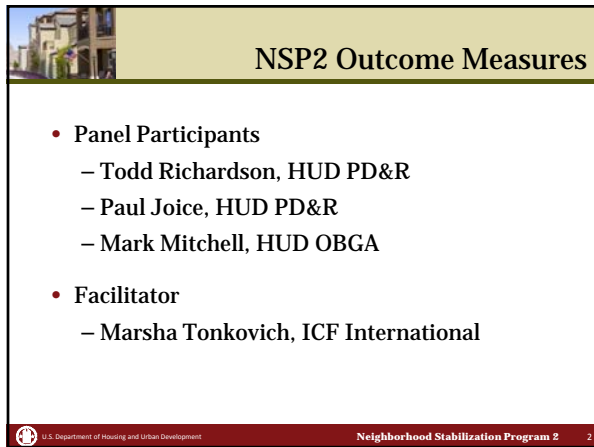 NSP2 Outcome Measures
• Panel Participants
– Todd Richardson, HUD PD&R
– Paul Joice, HUD PD&R
– Mark Mitchell, HUD OBGA
• Facilitator
– Marsha Tonkovich, ICF International
U.S. Department of Housing and Urban Development Neighborhood Stabilization Program 2 2